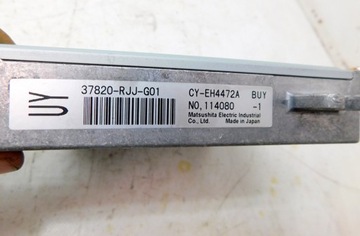 UY
37820-RJJ-G01 CY-EH4472A BUY
NO,114080 -1
Matsushita Electric Industrial
Co., Ltd. Made in Japan